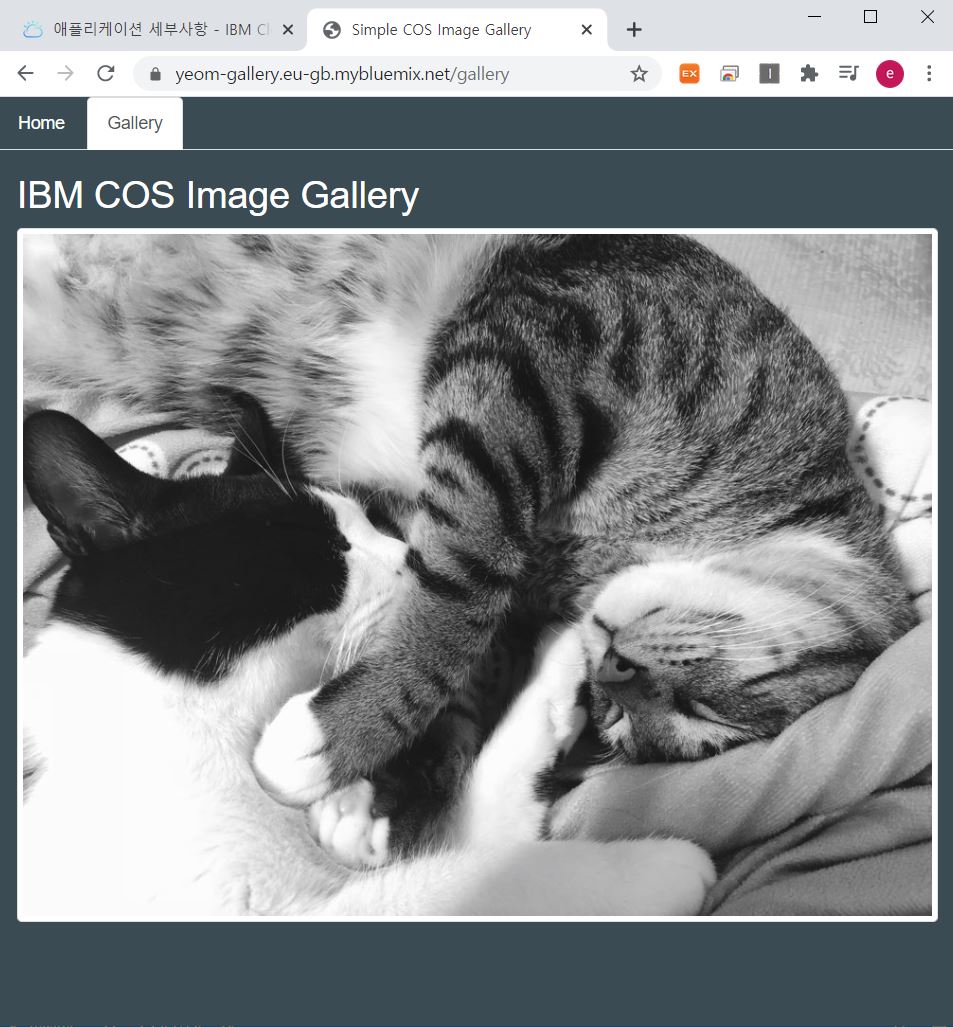 애플리케이션 세부사항 - IBM Cl
Simple COS Image Gallery
yeom-gallery.eu-gb.mybluemix.net/gallery
EX
e
Home
Gallery
IBM COS Image Gallery